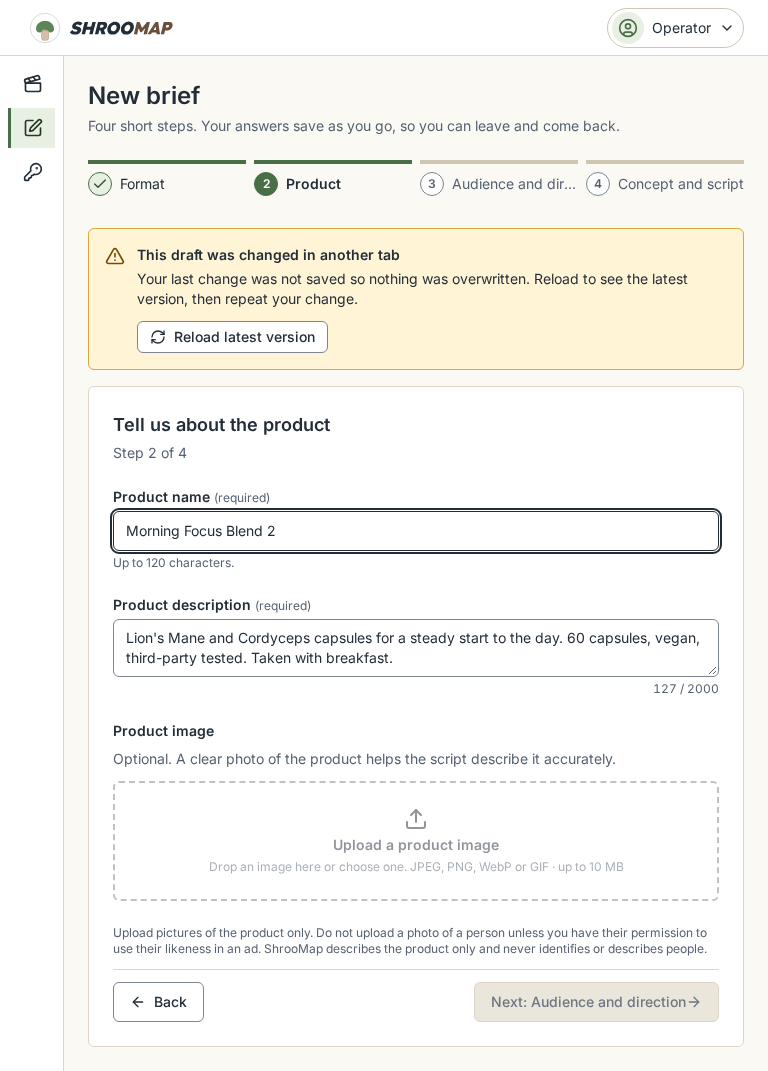 SHROOMAP
Operator
New brief
Four short steps. Your answers save as you go, so you can leave and come back.
Format
2 Product
3 Audience and dir...
4 Concept and script
This draft was changed in another tab
Your last change was not saved so nothing was overwritten. Reload to see the latest
version, then repeat your change.
Reload latest version
Tell us about the product
Step 2 of 4
Product name (required)
Morning Focus Blend 2
Up to 120 characters.
Product description (required)
Lion's Mane and Cordyceps capsules for a steady start to the day. 60 capsules, vegan,
third-party tested. Taken with breakfast.
127 / 2000
Product image
Optional. A clear photo of the product helps the script describe it accurately.
Upload a product image
Drop an image here or choose one. JPEG, PNG, WebP or GIF · up to 10 MB
Upload pictures of the product only. Do not upload a photo of a person unless you have their permission to
use their likeness in an ad. ShrooMap describes the product only and never identifies or describes people.
Back
Next: Audience and direction